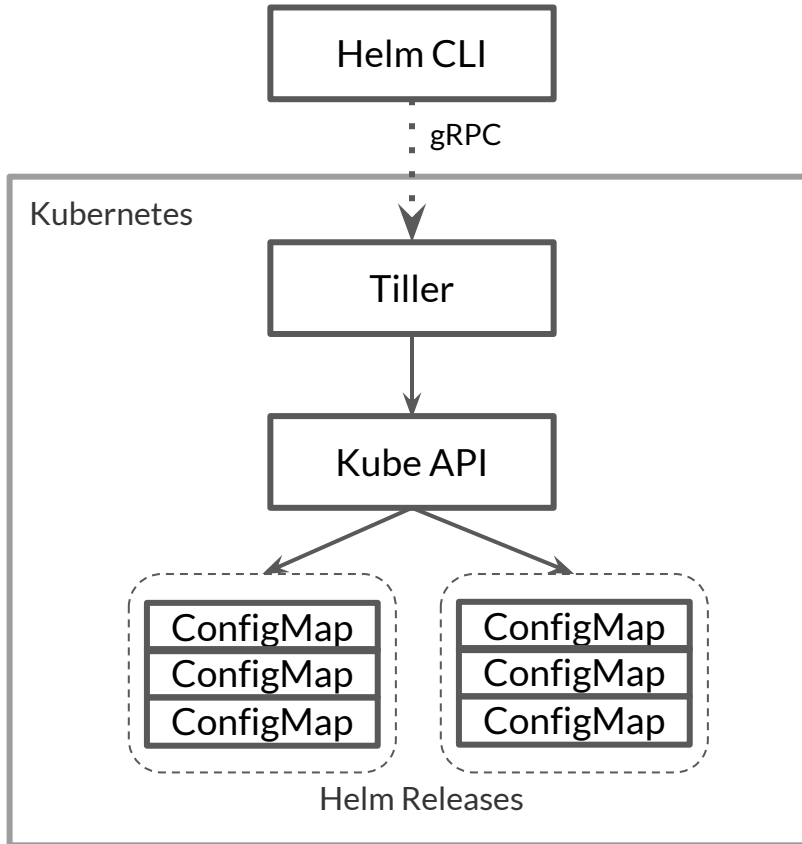 Helm CLI
gRPC
Kubernetes
Tiller
Kube API
ConfigMap
ConfigMap
ConfigMap
ConfigMap
ConfigMap
ConfigMap
Helm Releases